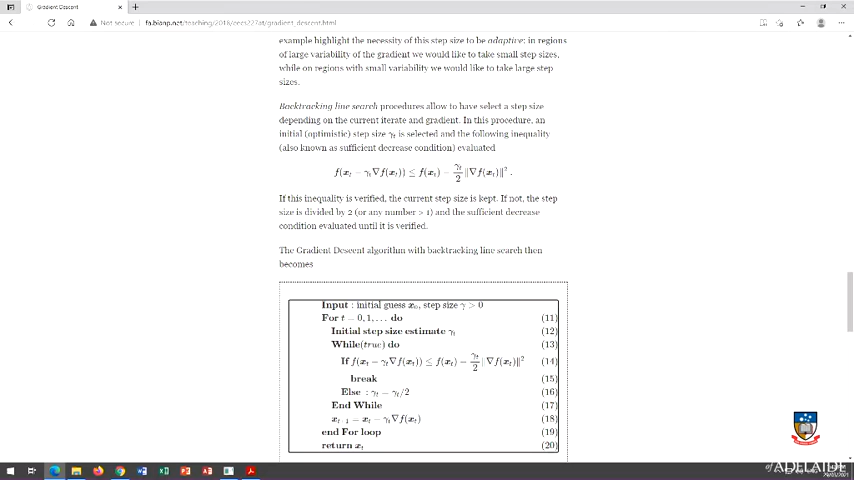 Gradient Descent
Not secure | fa.bianp.net/teaching/2018/eecs227at/gradient_descent.html
example highlight the necessity of this step size to be adaptive: in regions
of large variability of the gradient we would like to take small step sizes,
while on regions with small variability we would like to take large step
sizes.
Backtracking line search procedures allow to have select a step size
depending on the current iterate and gradient. In this procedure, an
initial (optimistic) step size γt is selected and the following inequality
(also known as sufficient decrease condition) evaluated
f(xt − γt∇f(xt)) ≤ f(xt) − γt/2 ‖∇f(xt)‖² .
If this inequality is verified, the current step size is kept. If not, the step
size is divided by 2 (or any number > 1) and the sufficient decrease
condition evaluated until it is verified.
The Gradient Descent algorithm with backtracking line search then
becomes
Input : initial guess x0, step size γ > 0
For t = 0, 1, … do (11)
Initial step size estimate γt (12)
While(true) do (13)
If f(xt − γt∇f(xt)) ≤ f(xt) − γt/2 ‖∇f(xt)‖² (14)
break (15)
Else : γt = γt/2 (16)
End While (17)
xt+1 = xt − γt∇f(xt) (18)
end For loop (19)
return xt (20)
of ADELAIDE